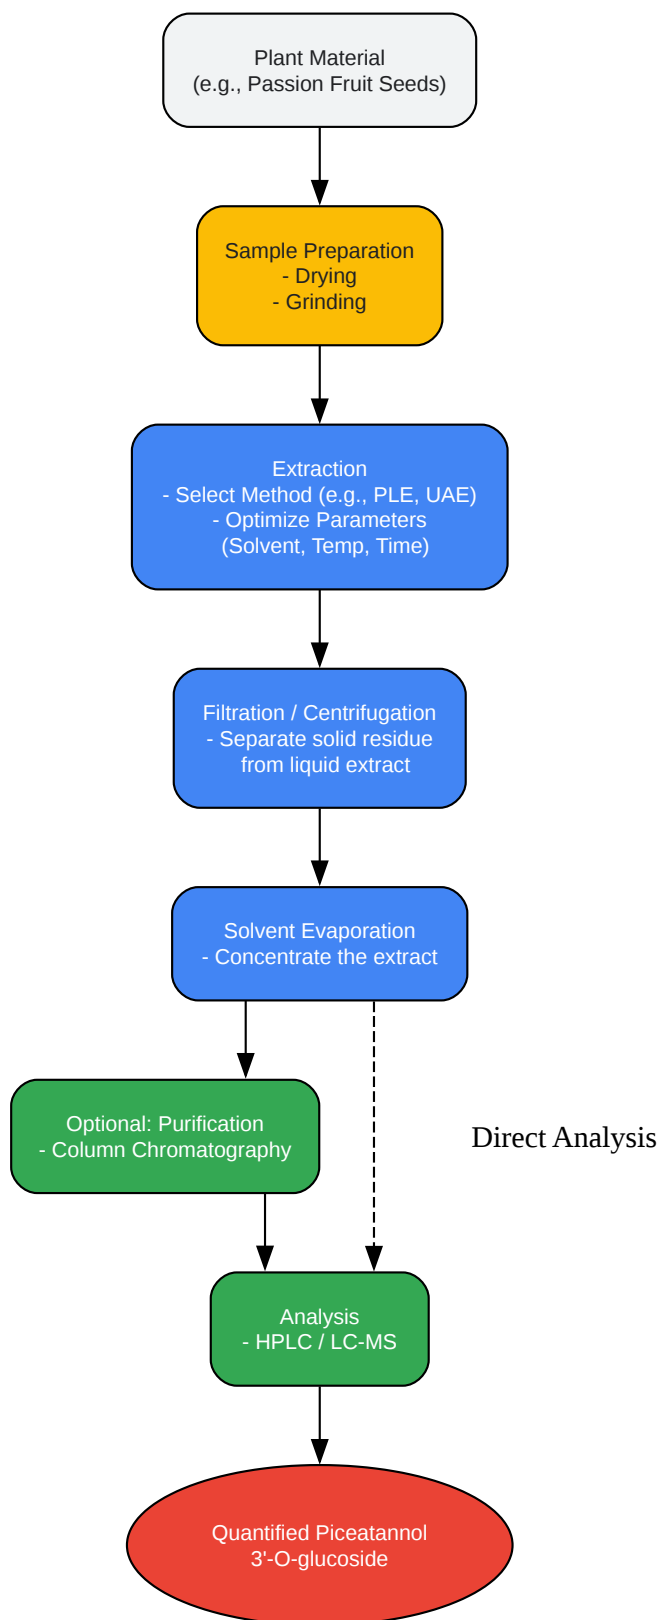 Plant Material
(e.g., Passion Fruit Seeds)
Sample Preparation
- Drying
- Grinding
Extraction
- Select Method (e.g., PLE, UAE)
- Optimize Parameters
(Solvent, Temp, Time)
Filtration / Centrifugation
- Separate solid residue
from liquid extract
Solvent Evaporation
- Concentrate the extract
Optional: Purification
- Column Chromatography
Direct Analysis
Analysis
- HPLC / LC-MS
Quantified Piceatannol
3'-O-glucoside